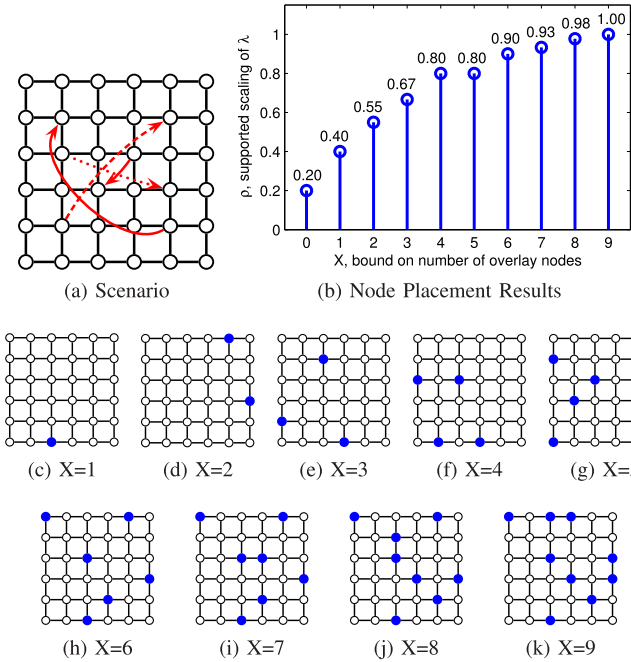 1.00
0.98
0.93
0.90
0.80 0.80
0.67
0.55
0.40
0.20
1
0.8
0.6
0.4
0.2
0
ρ, supported scaling of λ
0 1 2 3 4 5 6 7 8 9
X, bound on number of overlay nodes
(a) Scenario
(b) Node Placement Results
(c) X=1
(d) X=2
(e) X=3
(f) X=4
(g) X=
(h) X=6
(i) X=7
(j) X=8
(k) X=9